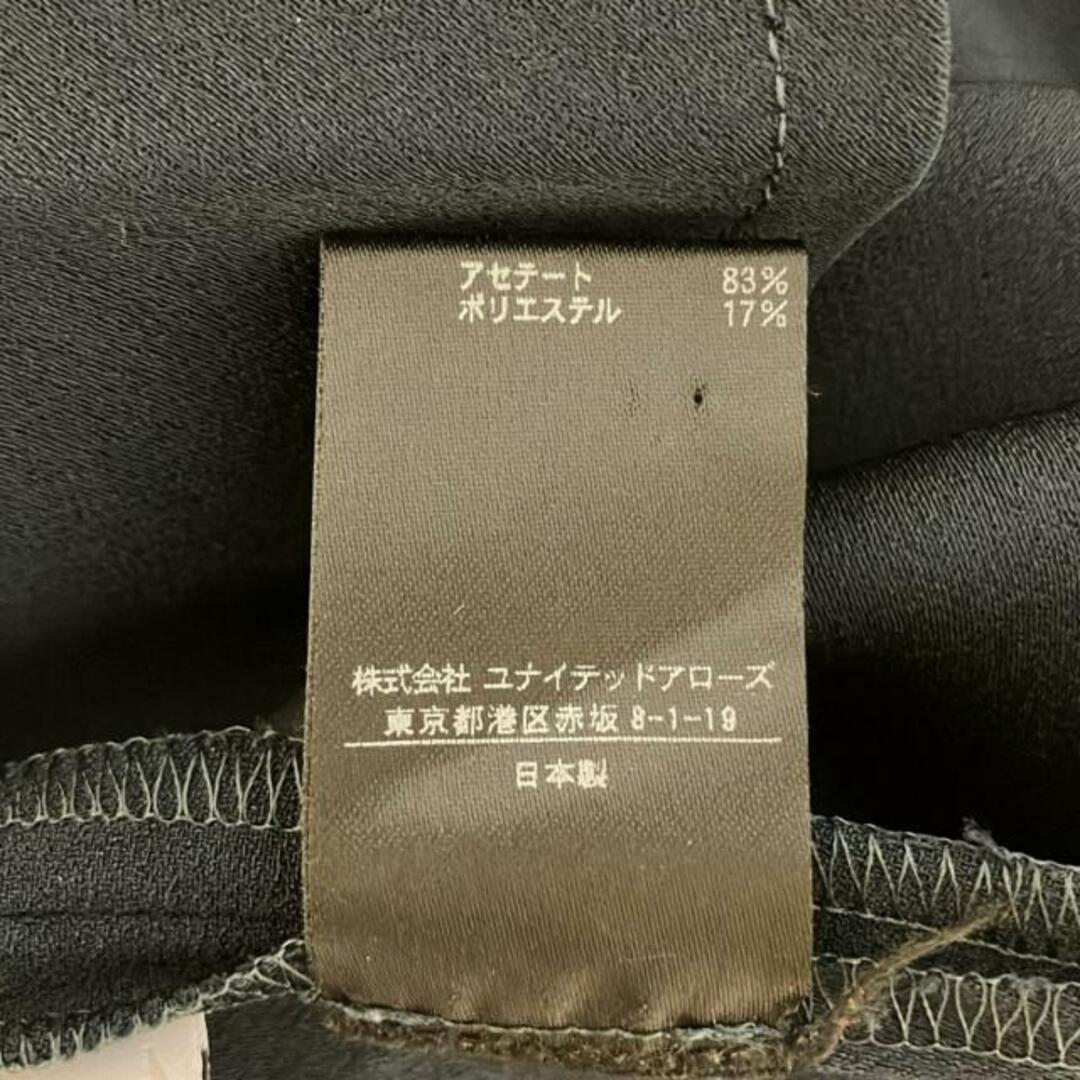 アセテート 83%
ポリエステル 17%
株式会社 ユナイテッドアローズ
東京都港区赤坂 8-1-19
日本製